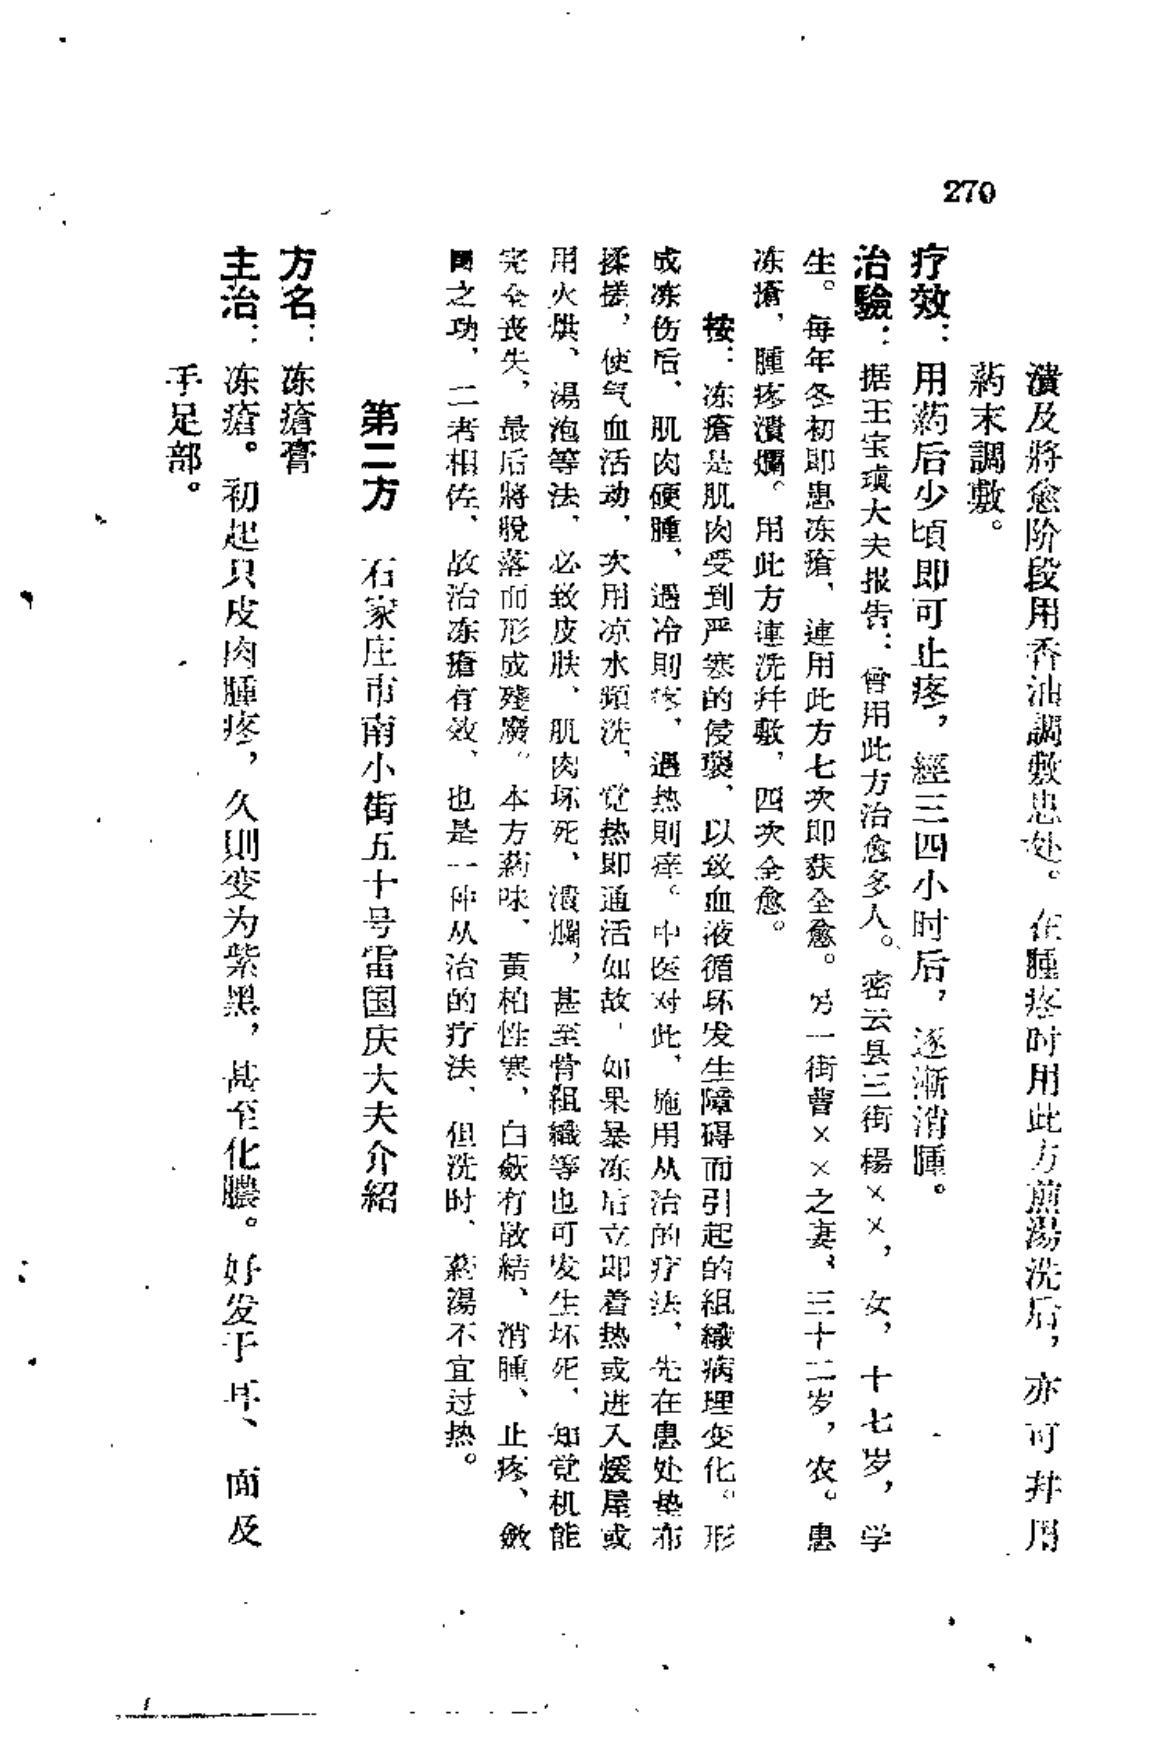 270
潰及將愈阶段用香油調敷患处。在腫疼时用此方煎湯洗后，亦可幷用
葯末調敷。
疗效：用葯后少頃即可止疼，經三四小时后，逐漸消腫。
治驗：据王宝瑱大夫报告：曾用此方治愈多人。密云县三街楊××，女，十七岁，学
生。每年冬初即患冻瘡、連用此方七次即获全愈。另一街曹××之妻、三十二岁，农。患
冻瘡，腫疼潰爛。用此方連洗幷敷，四次全愈。
按：冻瘡是肌肉受到严寒的侵襲、以致血液循环发生障碍而引起的組織病理变化。形
成冻伤后、肌肉硬腫、遇冷則疼、遇热則痒。中医对此、施用从治的疗法、先在患处垫布
揉搓，使气血活动、次用凉水頻洗、覚热即通活如故，如果暴冻后立即着热或进入煖屋或
用火烘、湯泡等法、必致皮肤、肌肉坏死、潰爛，甚至骨組織等也可发生坏死、知覚机能
完全丧失，最后將脫落而形成殘廢。本方葯味、黃柏性寒、白蘞有散結、消腫、止疼、斂
之功、二者相佐、故治冻瘡有效、也是一种从治的疗法、但洗时、葯湯不宜过热。
第二方　石家庄市南小街五十号雷国庆大夫介紹
方名：冻瘡膏
主治：冻瘡。初起只皮肉腫疼，久則变为紫黑，甚至化膿。好发于耳、面及
手足部。